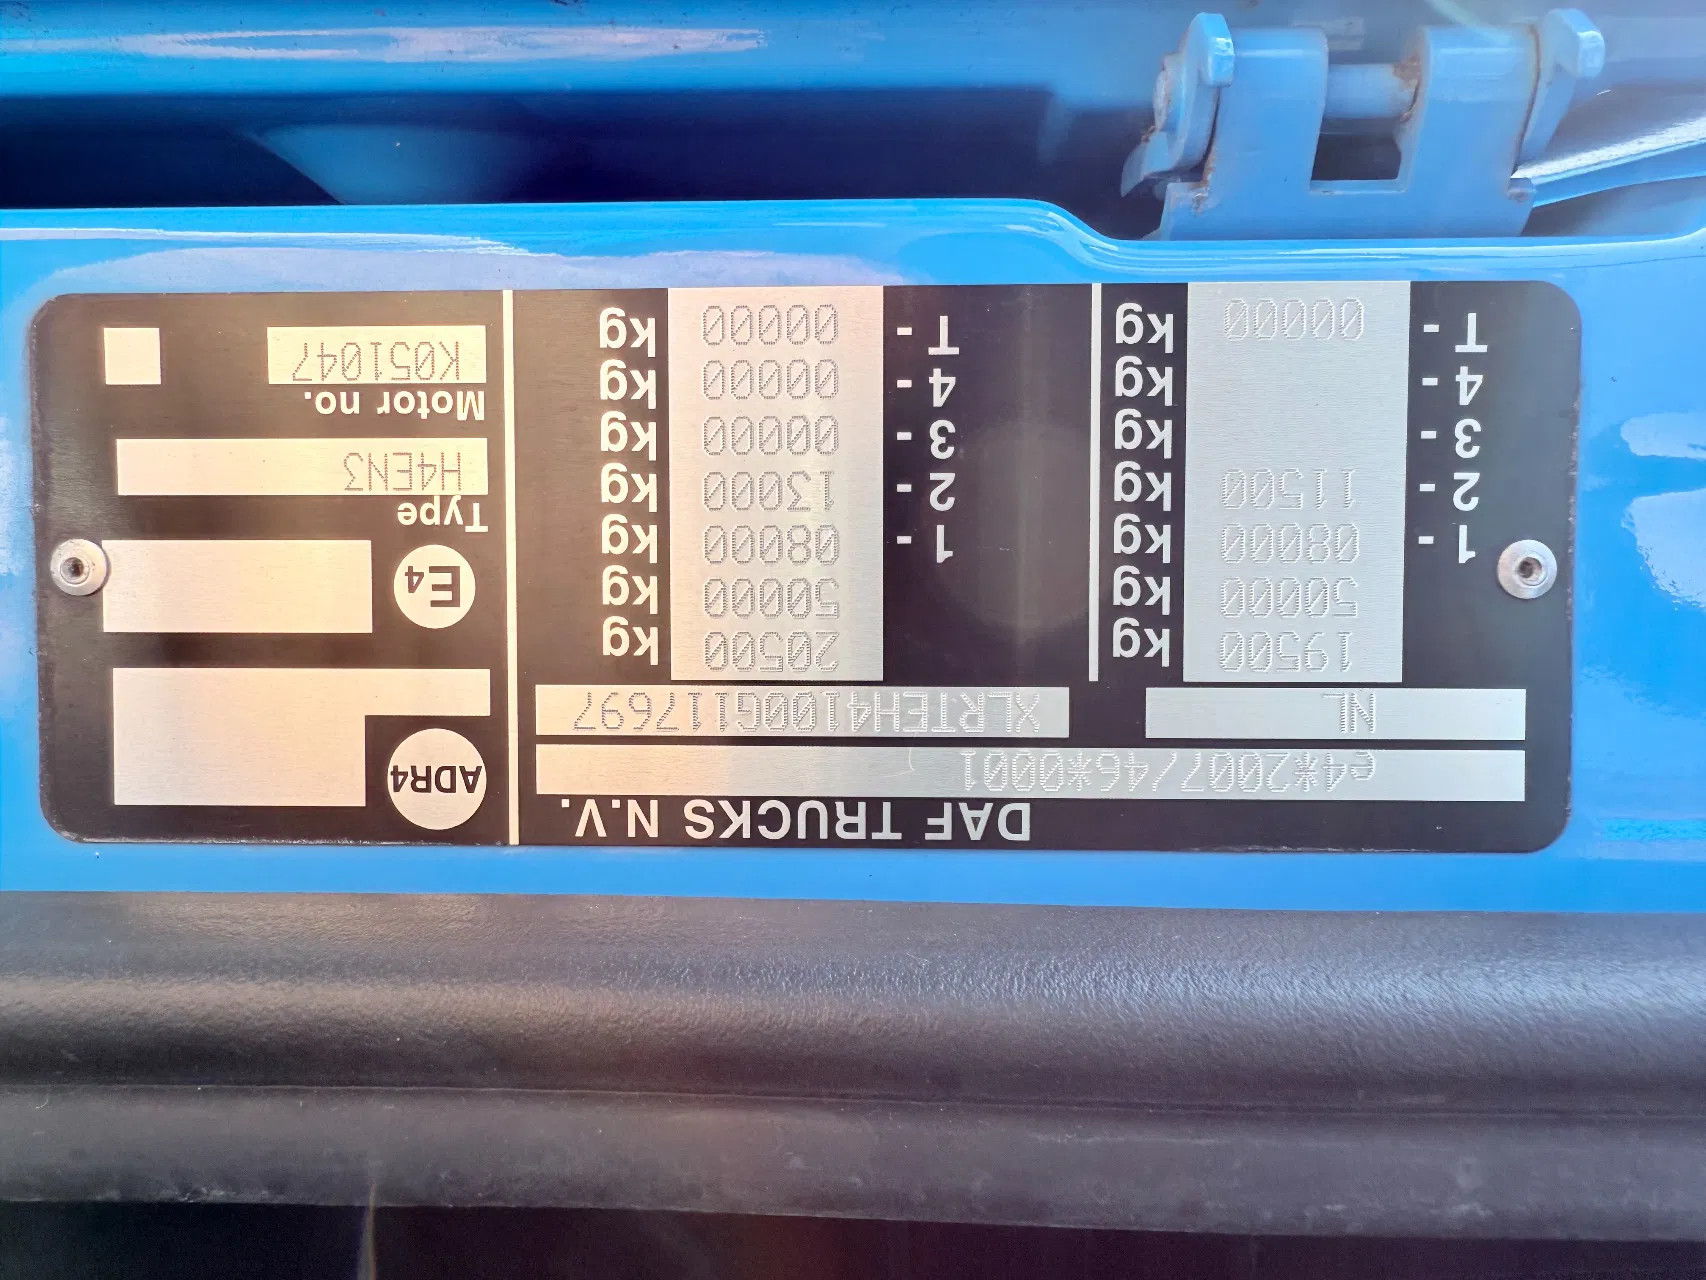 DAF TRUCKS N.V.
e4*2007/46*0001
NL XLRTEH4100G117697
19500 kg 20500 kg
50000 kg 50000 kg
1 - 08000 kg 1 - 08000 kg
2 - 11500 kg 2 - 13000 kg
3 - kg 3 - 00000 kg
4 - kg 4 - 00000 kg
T - 00000 kg T - 00000 kg
ADR4
E4
Type
H4EN3
Motor no.
K051047